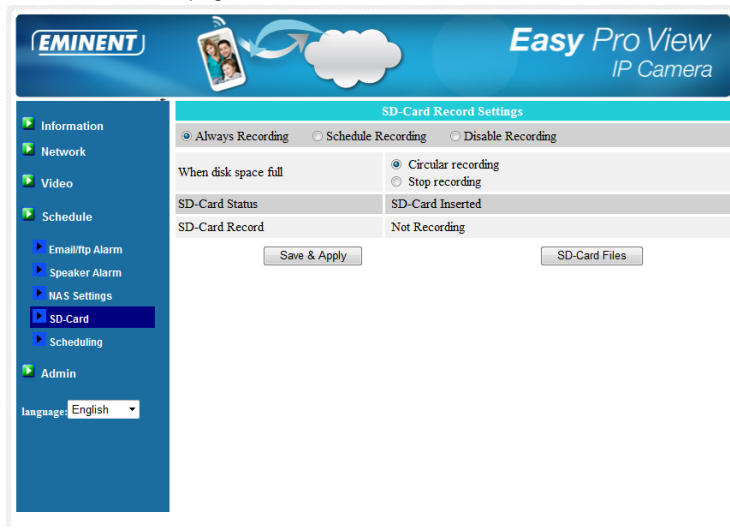 EMINENT
Easy Pro View
IP Camera
Information
Network
Video
Schedule
Email/ftp Alarm
Speaker Alarm
NAS Settings
SD-Card
Scheduling
Admin
language: English
SD-Card Record Settings
Always Recording Schedule Recording Disable Recording
When disk space full
Circular recording
Stop recording
SD-Card Status SD-Card Inserted
SD-Card Record Not Recording
Save & Apply SD-Card Files